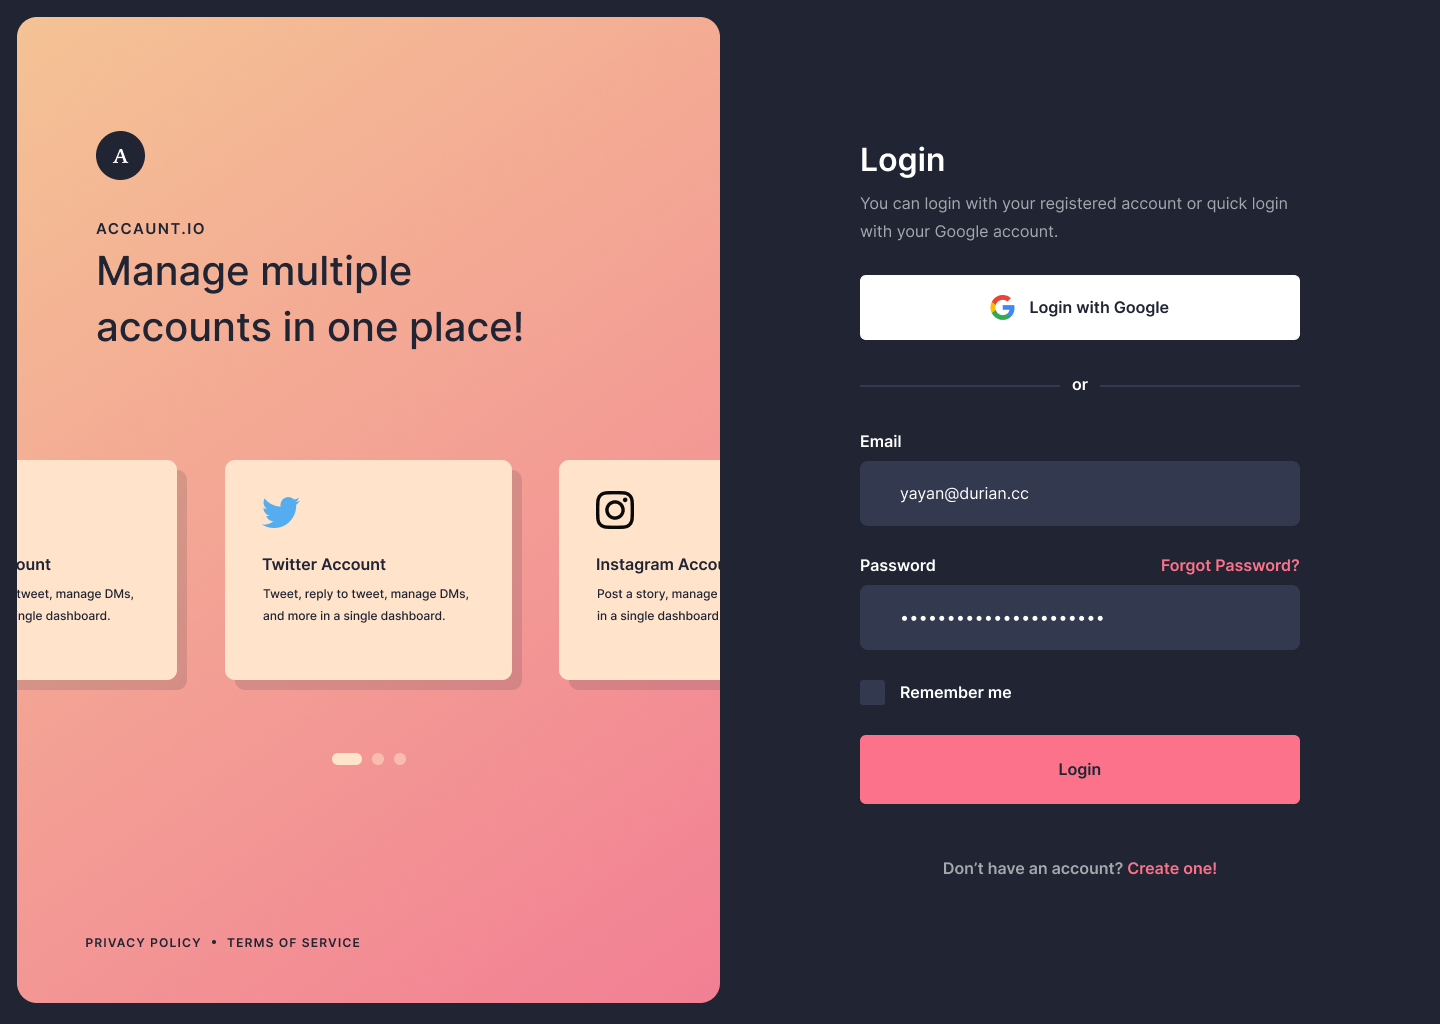 A
ACCAUNT.IO
Manage multiple
accounts in one place!
ount
tweet, manage DMs,
ngle dashboard.
Twitter Account
Tweet, reply to tweet, manage DMs,
and more in a single dashboard.
Instagram Accou
Post a story, manage
in a single dashboard
PRIVACY POLICY • TERMS OF SERVICE
Login
You can login with your registered account or quick login
with your Google account.
Login with Google
or
Email
yayan@durian.cc
Password Forgot Password?
••••••••••••••••••••••
Remember me
Login
Don’t have an account? Create one!